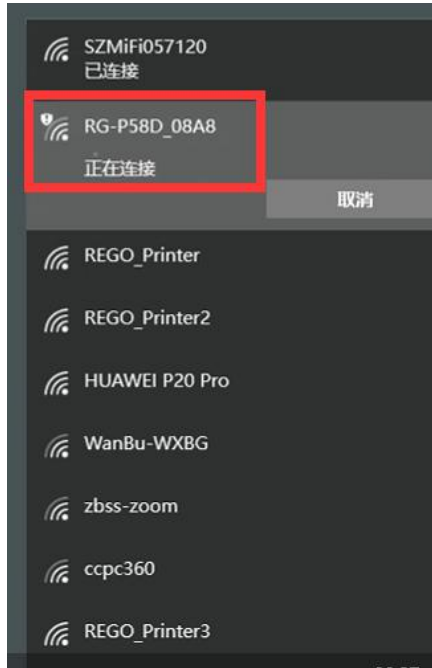 SZMiFi057120
已连接
RG-P58D_08A8
正在连接
取消
REGO_Printer
REGO_Printer2
HUAWEI P20 Pro
WanBu-WXBG
zbss-zoom
ccpc360
REGO_Printer3